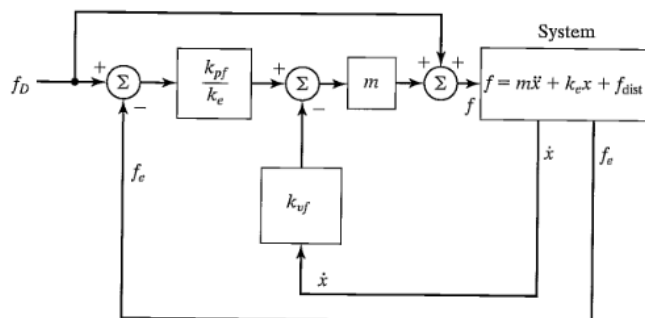 System
+
+
+
−
+
−
+
f_D
Σ
k_pf
k_e
Σ
m
Σ
f
f = mẍ + k_e x + f_dist
ẋ
f_e
f_e
k_vf
ẋ